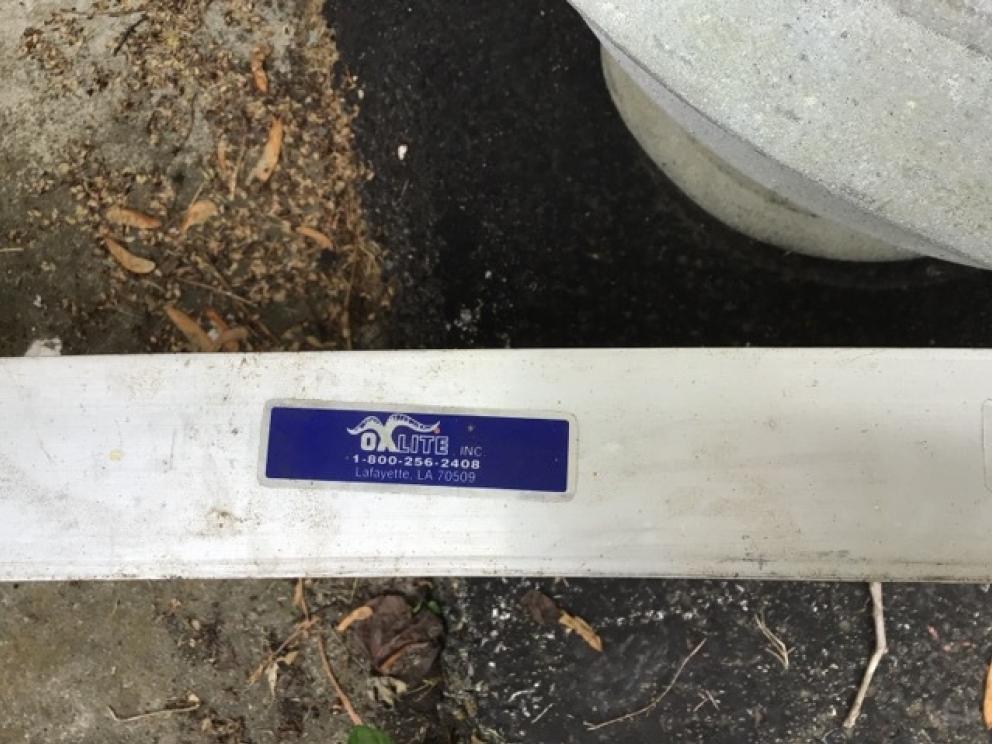 OXLITE, INC.
1-800-256-2408
Lafayette, LA 70509